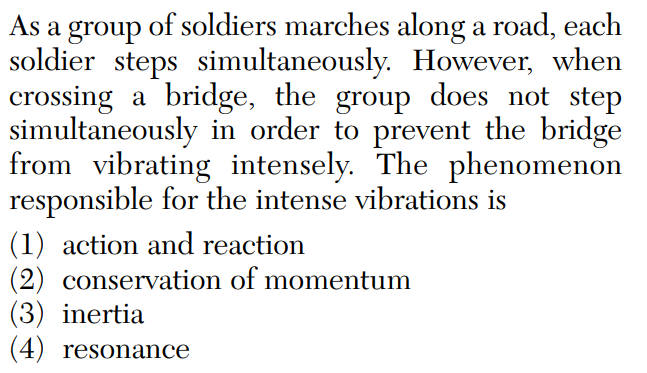 As a group of soldiers marches along a road, each
soldier steps simultaneously. However, when
crossing a bridge, the group does not step
simultaneously in order to prevent the bridge
from vibrating intensely. The phenomenon
responsible for the intense vibrations is
(1) action and reaction
(2) conservation of momentum
(3) inertia
(4) resonance